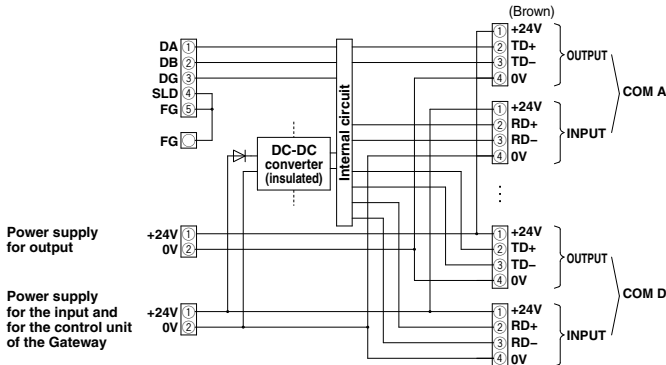 (Brown)
DA ①
DB ②
DG ③
SLD ④
FG ⑤
FG
DC-DC
converter
(insulated)
Internal circuit
① +24V
② TD+
③ TD−
④ 0V
OUTPUT
① +24V
② RD+
③ RD−
④ 0V
INPUT
COM A
Power supply
for output
+24V ①
0V ②
Power supply
for the input and
for the control unit
of the Gateway
+24V ①
0V ②
① +24V
② TD+
③ TD−
④ 0V
OUTPUT
① +24V
② RD+
③ RD−
④ 0V
INPUT
COM D